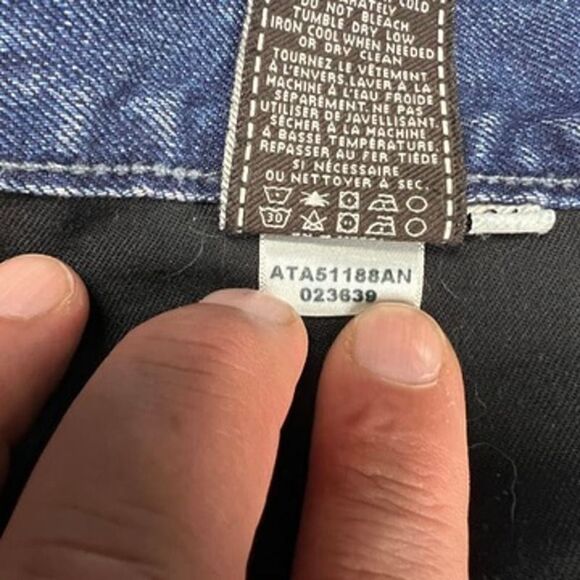 COLD
SEPARATELY
DO NOT BLEACH
TUMBLE DRY LOW
IRON COOL WHEN NEEDED
OR DRY CLEAN
TOURNEZ LE VÊTEMENT
À L'ENVERS. LAVER À LA
MACHINE À L'EAU FROIDE
SÉPARÉMENT. NE PAS
UTILISER DE JAVELLISANT.
SÉCHER À LA MACHINE
À BASSE TEMPÉRATURE.
REPASSER AU FER TIÈDE
SI NÉCESSAIRE
OU NETTOYER À SEC.
30
ATA51188AN
023639